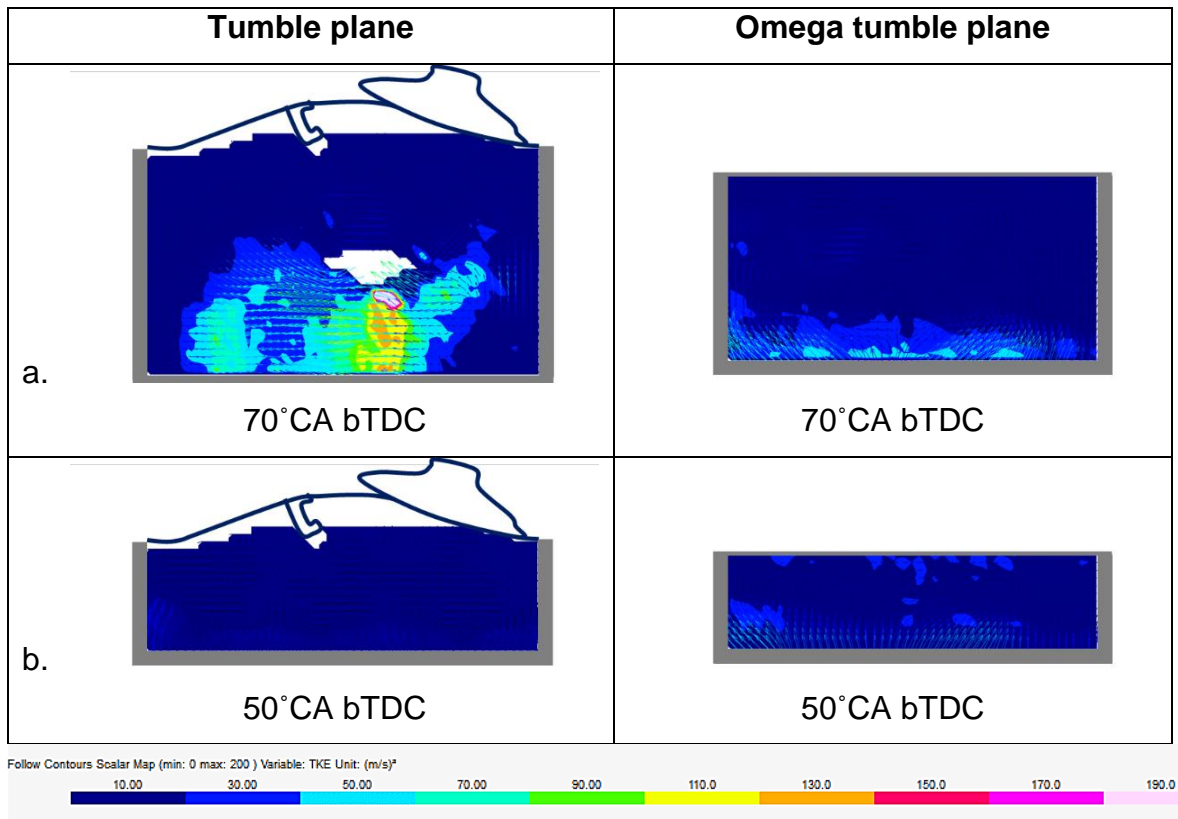 Tumble plane
Omega tumble plane
a.
70˚CA bTDC
70˚CA bTDC
b.
50˚CA bTDC
50˚CA bTDC
Follow Contours Scalar Map (min: 0 max: 200 ) Variable: TKE Unit: (m/s)²
10.00 30.00 50.00 70.00 90.00 110.0 130.0 150.0 170.0 190.0